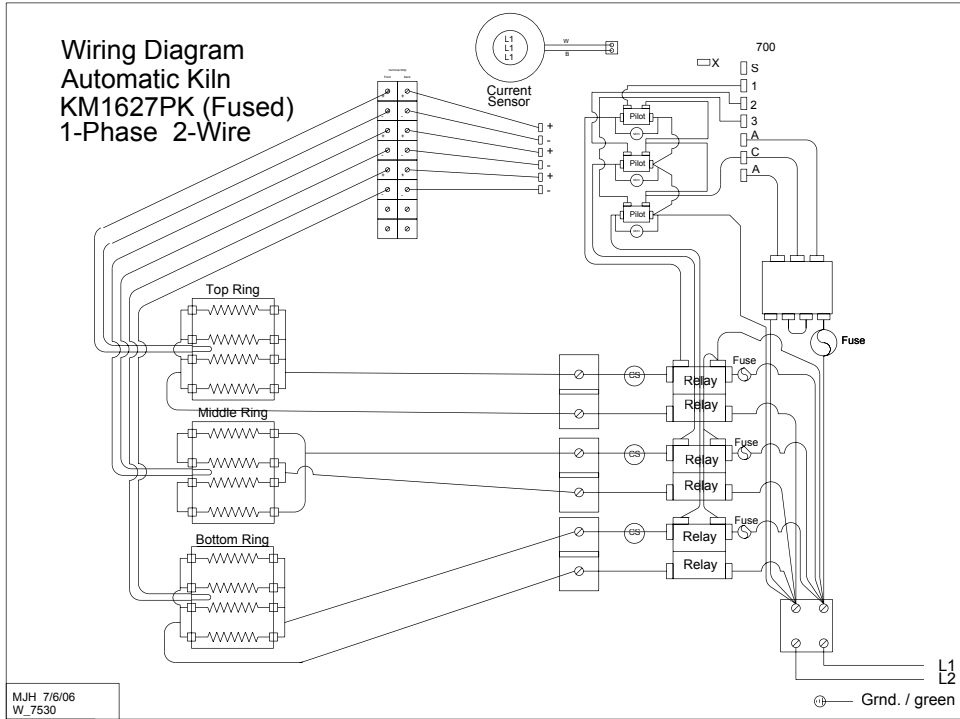 Wiring Diagram
Automatic Kiln
KM1627PK (Fused)
1-Phase 2-Wire
L1
L1
L1
W
B
Current
Sensor
700
X
S
1
2
3
A
C
A
Front
Back
+
+
-
-
+
+
-
-
+
+
-
-
+
-
+
-
+
-
Pilot
Pilot
Pilot
Fuse
Top Ring
Middle Ring
Bottom Ring
CS
Relay
Fuse
Relay
CS
Relay
Fuse
Relay
CS
Relay
Fuse
Relay
L1
L2
Grnd. / green
MJH 7/6/06
W_7530